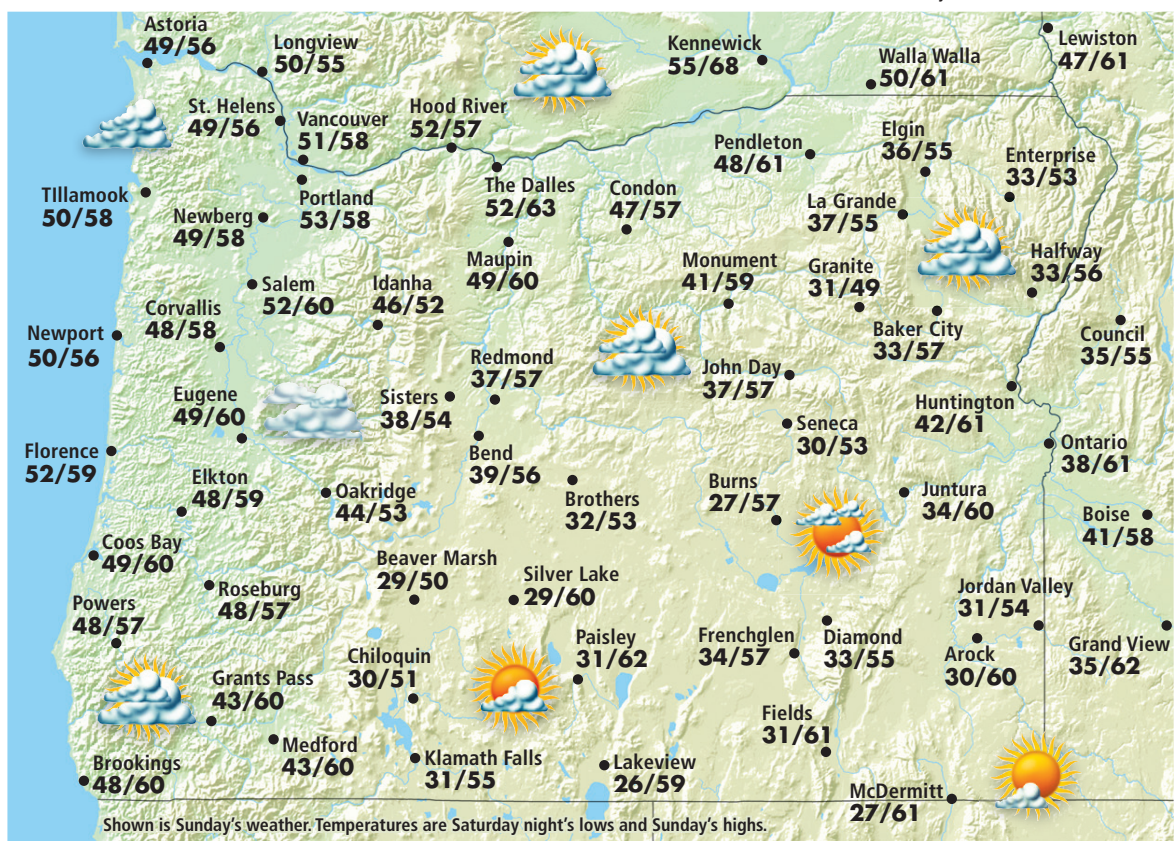 Astoria
49/56
Longview
50/55
Kennewick
55/68
Walla Walla
50/61
Lewiston
47/61
St. Helens
49/56
Vancouver
51/58
Hood River
52/57
Pendleton
48/61
Elgin
36/55
Enterprise
33/53
TIllamook
50/58
Newberg
49/58
Portland
53/58
The Dalles
52/63
Condon
47/57
La Grande
37/55
Maupin
49/60
Monument
41/59
Granite
31/49
Halfway
33/56
Salem
52/60
Idanha
46/52
Corvallis
48/58
Newport
50/56
Baker City
33/57
Council
35/55
Redmond
37/57
John Day
37/57
Eugene
49/60
Sisters
38/54
Huntington
42/61
Seneca
30/53
Ontario
38/61
Florence
52/59
Bend
39/56
Elkton
48/59
Oakridge
44/53
Brothers
32/53
Burns
27/57
Juntura
34/60
Boise
41/58
Coos Bay
49/60
Beaver Marsh
29/50
Silver Lake
29/60
Roseburg
48/57
Jordan Valley
31/54
Powers
48/57
Paisley
31/62
Frenchglen
34/57
Diamond
33/55
Arock
30/60
Grand View
35/62
Chiloquin
30/51
Grants Pass
43/60
Fields
31/61
Medford
43/60
Klamath Falls
31/55
Lakeview
26/59
Brookings
48/60
McDermitt
27/61
Shown is Sunday's weather. Temperatures are Saturday night's lows and Sunday's highs.